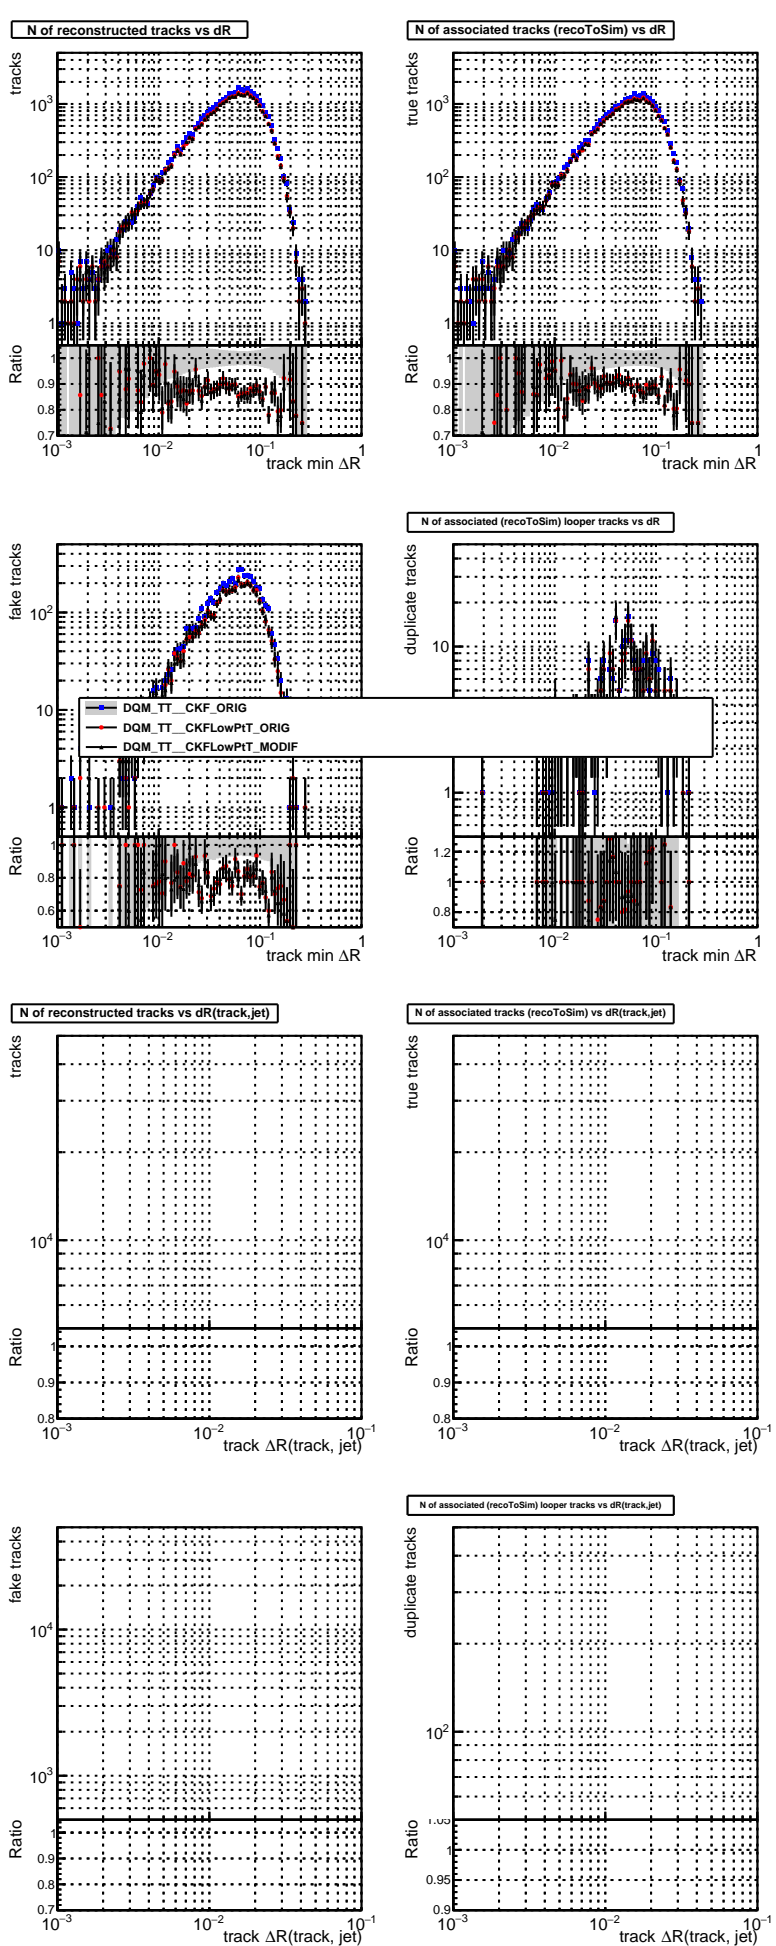 N of reconstructed tracks vs dR
tracks
10³
10²
10
1
Ratio
1
0.9
0.8
0.7
10⁻³ 10⁻² 10⁻¹ 1
track min ΔR
N of associated tracks (recoToSim) vs dR
true tracks
10³
10²
10
1
Ratio
1
0.9
0.8
0.7
10⁻³ 10⁻² 10⁻¹ 1
track min ΔR
fake tracks
10²
10
1
Ratio
1
0.8
0.6
10⁻³ 10⁻² 10⁻¹ 1
track min ΔR
N of associated (recoToSim) looper tracks vs dR
duplicate tracks
10
1
Ratio
1.2
1
0.8
10⁻³ 10⁻² 10⁻¹ 1
track min ΔR
DQM_TT__CKF_ORIG
DQM_TT__CKFLowPtT_ORIG
DQM_TT__CKFLowPtT_MODIF
N of reconstructed tracks vs dR(track,jet)
tracks
10⁴
Ratio
1
0.9
0.8
10⁻³ 10⁻² 10⁻¹
track ΔR(track, jet)
N of associated tracks (recoToSim) vs dR(track,jet)
true tracks
10⁴
Ratio
1
0.9
0.8
10⁻³ 10⁻² 10⁻¹
track ΔR(track, jet)
fake tracks
10⁴
10³
Ratio
1
0.9
0.8
0.7
10⁻³ 10⁻² 10⁻¹
track ΔR(track, jet)
N of associated (recoToSim) looper tracks vs dR(track,jet)
duplicate tracks
10²
Ratio
1.05
1
0.95
0.9
10⁻³ 10⁻² 10⁻¹
track ΔR(track, jet)